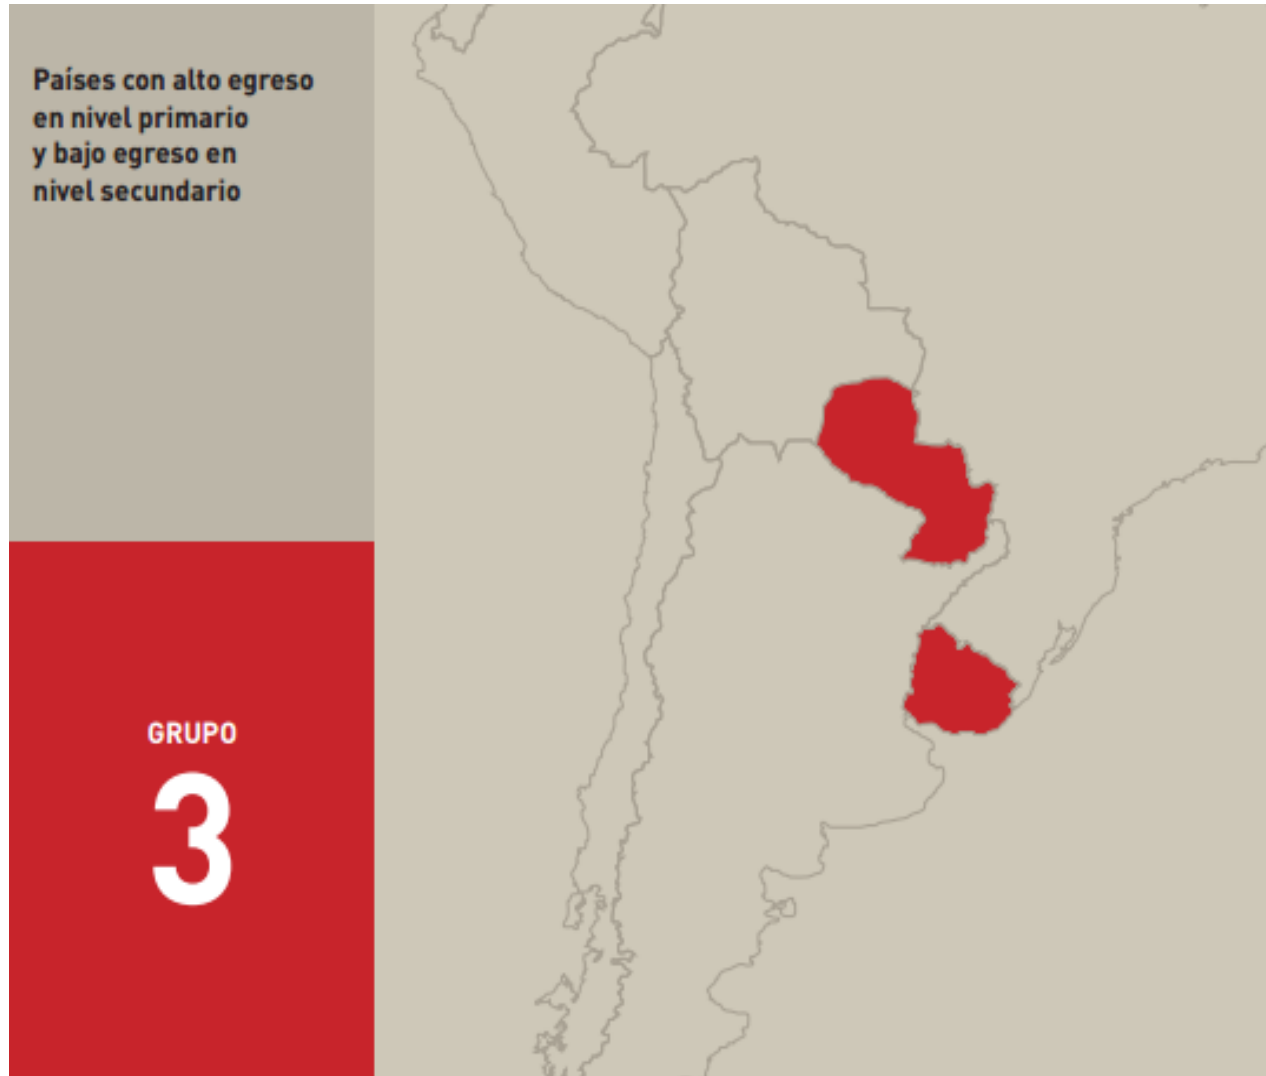 Países con alto egreso
en nivel primario
y bajo egreso en
nivel secundario
GRUPO
3